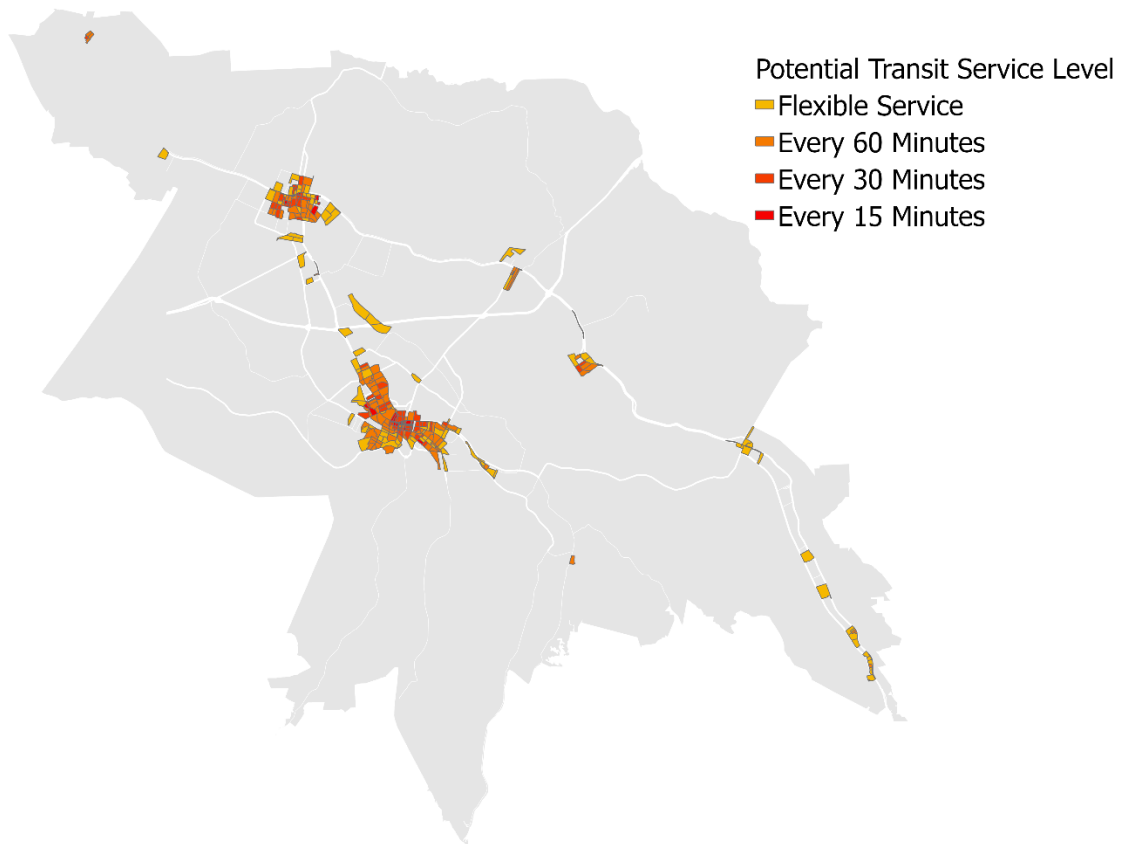 Potential Transit Service Level
Flexible Service
Every 60 Minutes
Every 30 Minutes
Every 15 Minutes